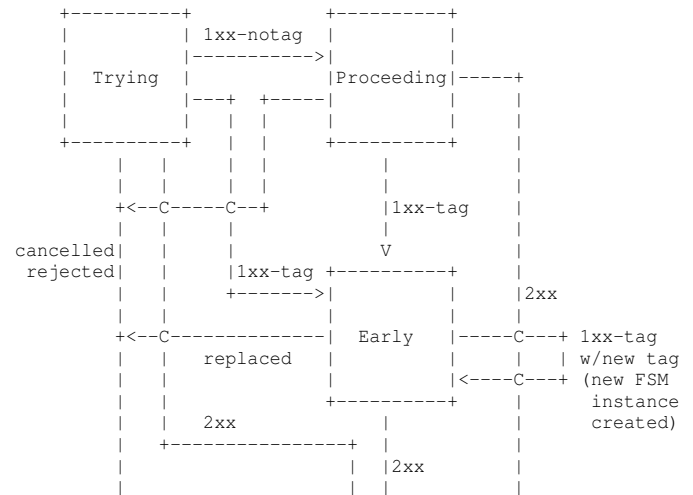 1xx-notag
Trying
Proceeding
1xx-tag
cancelled
rejected
1xx-tag
2xx
Early
1xx-tag
replaced
w/new tag
(new FSM
instance
2xx
created)
2xx